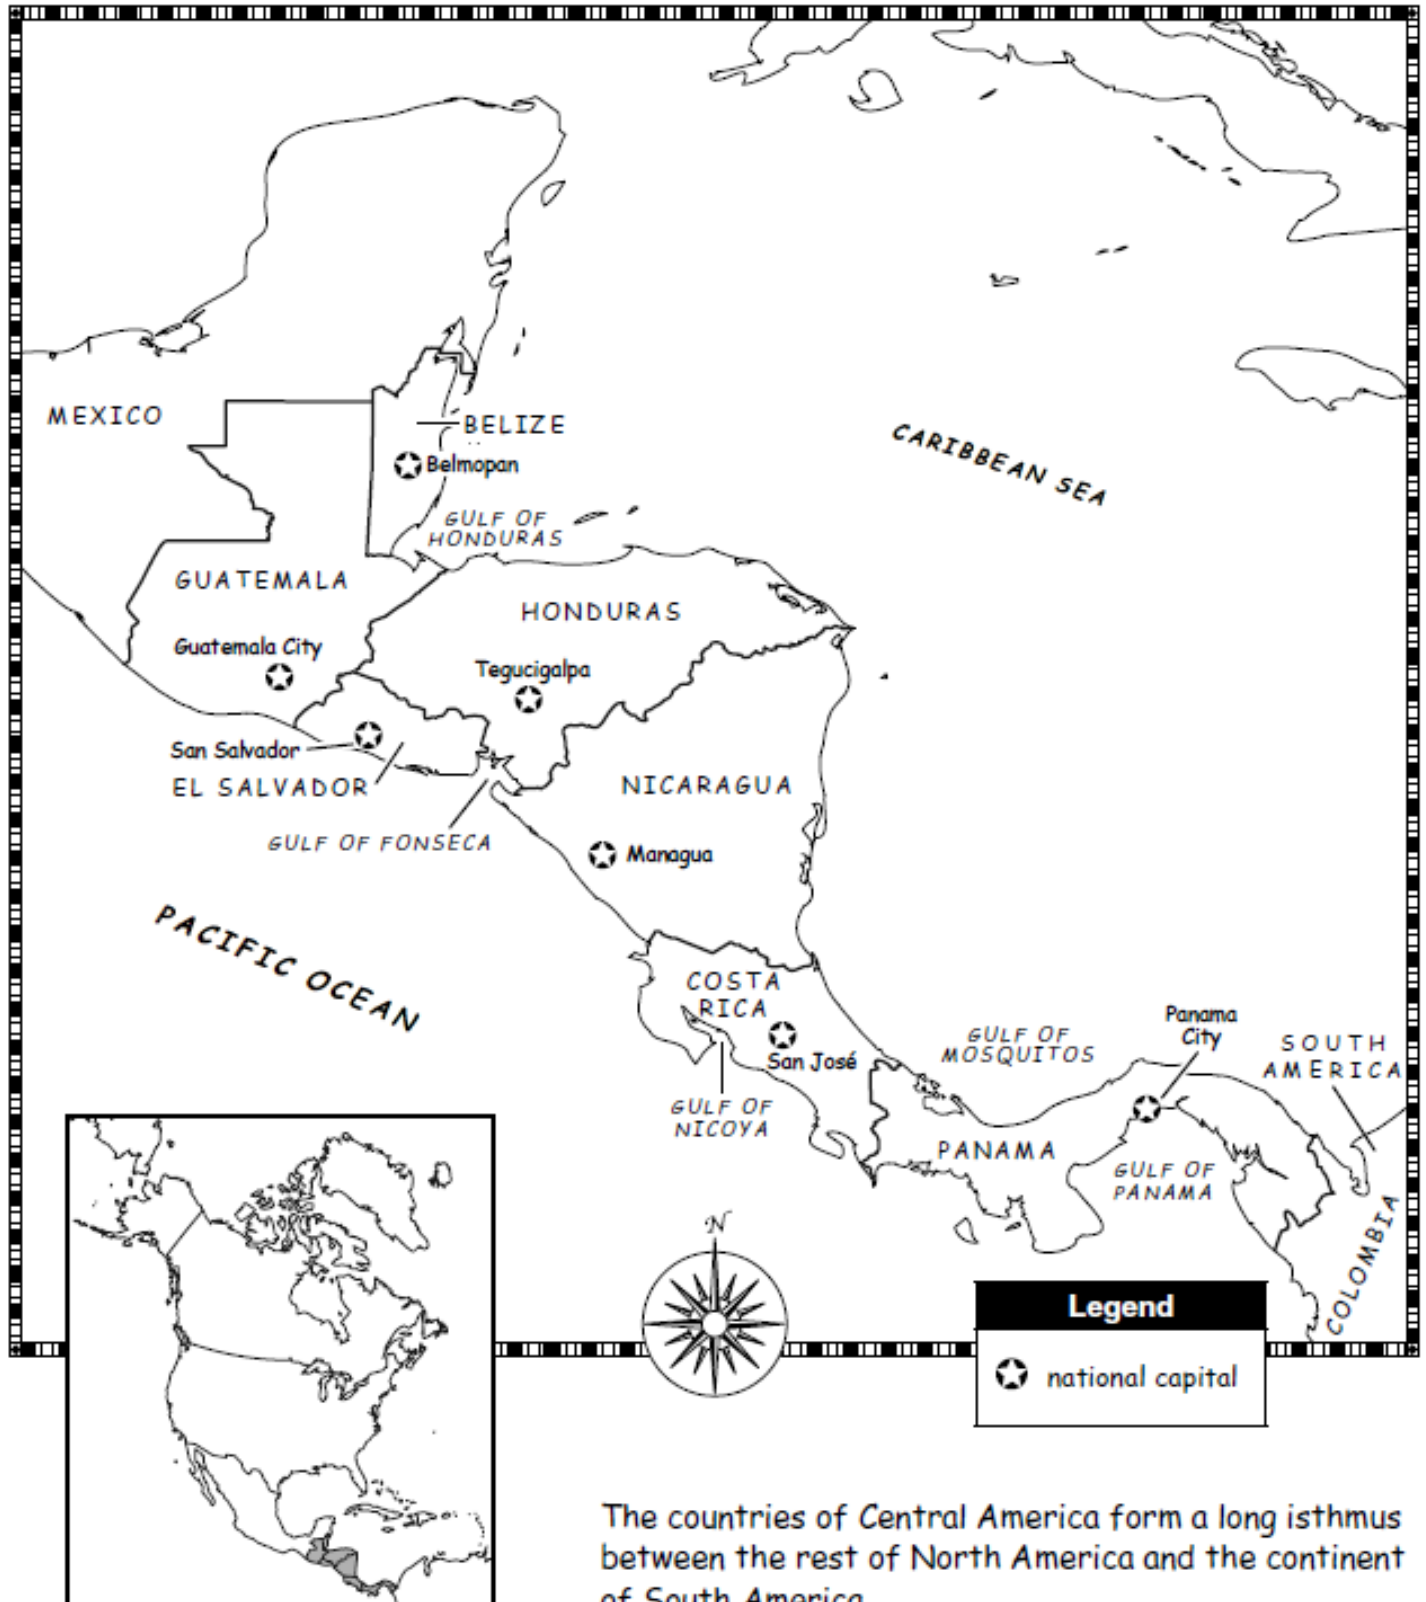 MEXICO
BELIZE
Belmopan
CARIBBEAN SEA
GULF OF
HONDURAS
GUATEMALA
HONDURAS
Guatemala City
Tegucigalpa
San Salvador
EL SALVADOR
NICARAGUA
GULF OF FONSECA
Managua
PACIFIC OCEAN
COSTA
RICA
San José
GULF OF
NICOYA
GULF OF
MOSQUITOS
Panama
City
SOUTH
AMERICA
PANAMA
GULF OF
PANAMA
COLOMBIA
N
Legend
national capital
The countries of Central America form a long isthmus
between the rest of North America and the continent
of South America